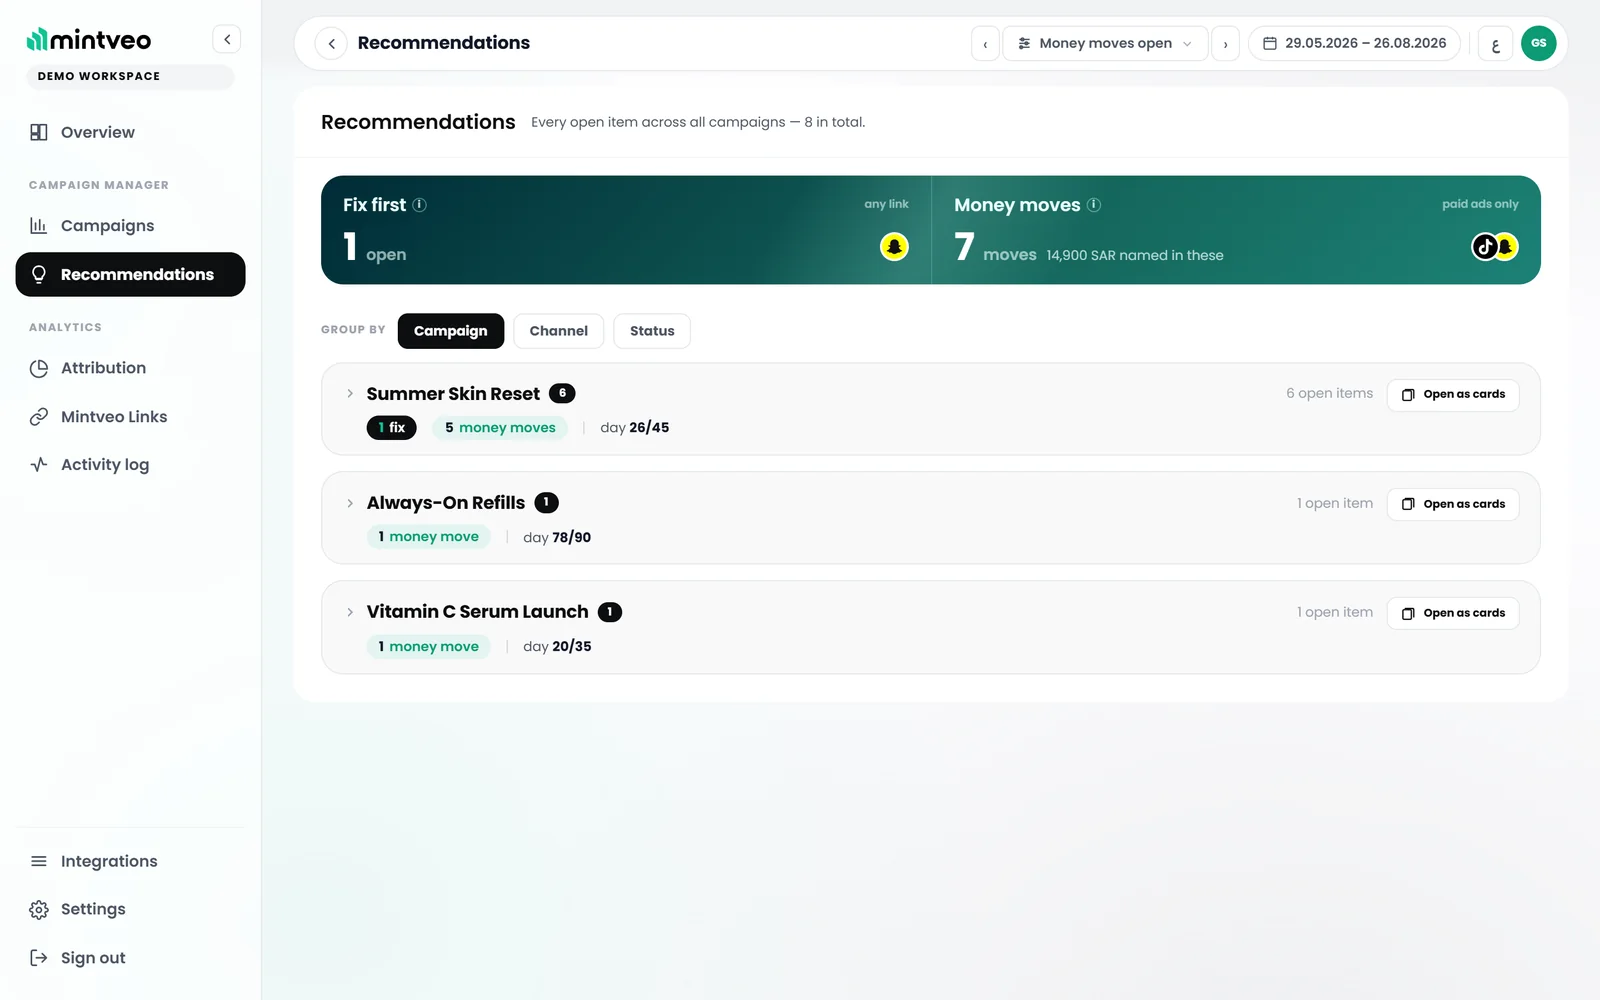 mintveo
DEMO WORKSPACE
Overview
CAMPAIGN MANAGER
Campaigns
Recommendations
ANALYTICS
Attribution
Mintveo Links
Activity log
Integrations
Settings
Sign out
Recommendations
Money moves open
29.05.2026 – 26.08.2026
ع
GS
Recommendations
Every open item across all campaigns — 8 in total.
Fix first
any link
1 open
Money moves
paid ads only
7 moves 14,900 SAR named in these
GROUP BY
Campaign
Channel
Status
Summer Skin Reset 6
6 open items
Open as cards
1 fix
5 money moves
day 26/45
Always-On Refills 1
1 open item
Open as cards
1 money move
day 78/90
Vitamin C Serum Launch 1
1 open item
Open as cards
1 money move
day 20/35